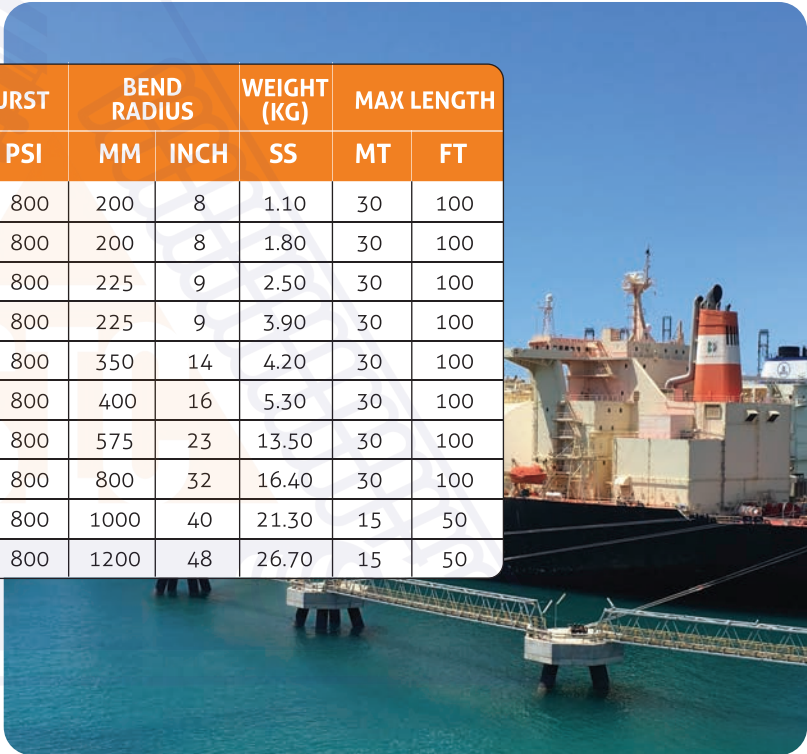 URST BEND RADIUS WEIGHT (KG) MAX LENGTH
PSI MM INCH SS MT FT
800 200 8 1.10 30 100
800 200 8 1.80 30 100
800 225 9 2.50 30 100
800 225 9 3.90 30 100
800 350 14 4.20 30 100
800 400 16 5.30 30 100
800 575 23 13.50 30 100
800 800 32 16.40 30 100
800 1000 40 21.30 15 50
800 1200 48 26.70 15 50